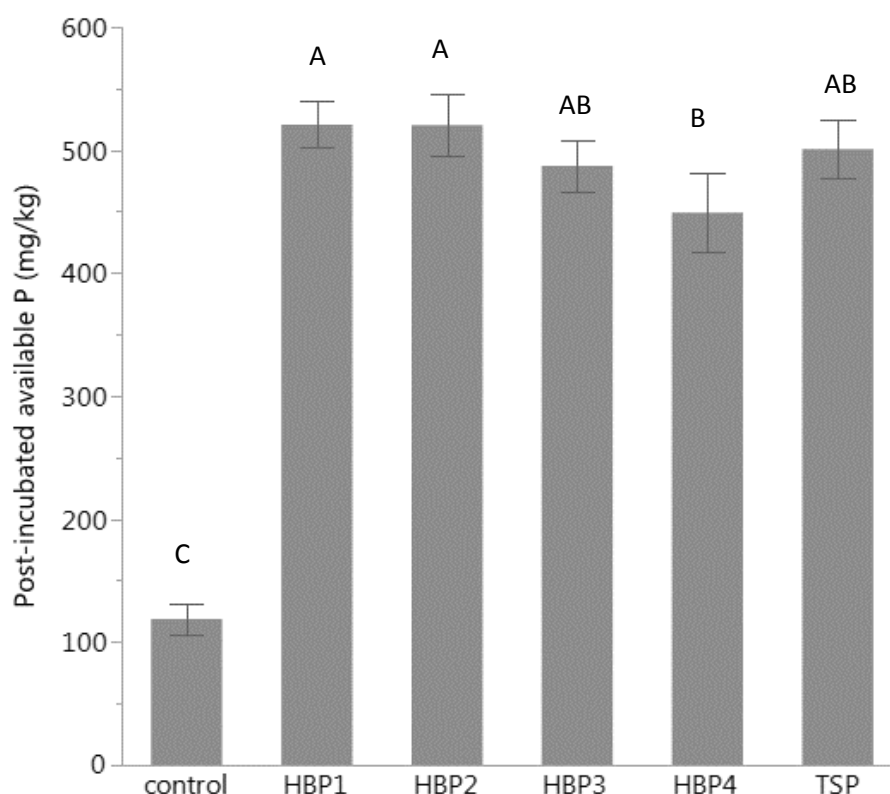 Post-incubated available P (mg/kg)
600
500
400
300
200
100
0
C
A
A
AB
B
AB
control
HBP1
HBP2
HBP3
HBP4
TSP